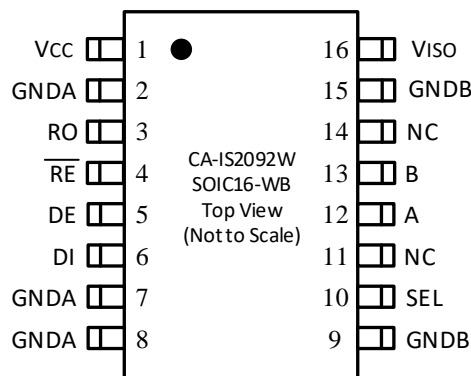 VCC 1 16 VISO
GNDA 2 15 GNDB
RO 3 14 NC
RE 4 13 B
DE 5 12 A
DI 6 11 NC
GNDA 7 10 SEL
GNDA 8 9 GNDB
CA-IS2092W
SOIC16-WB
Top View
(Not to Scale)